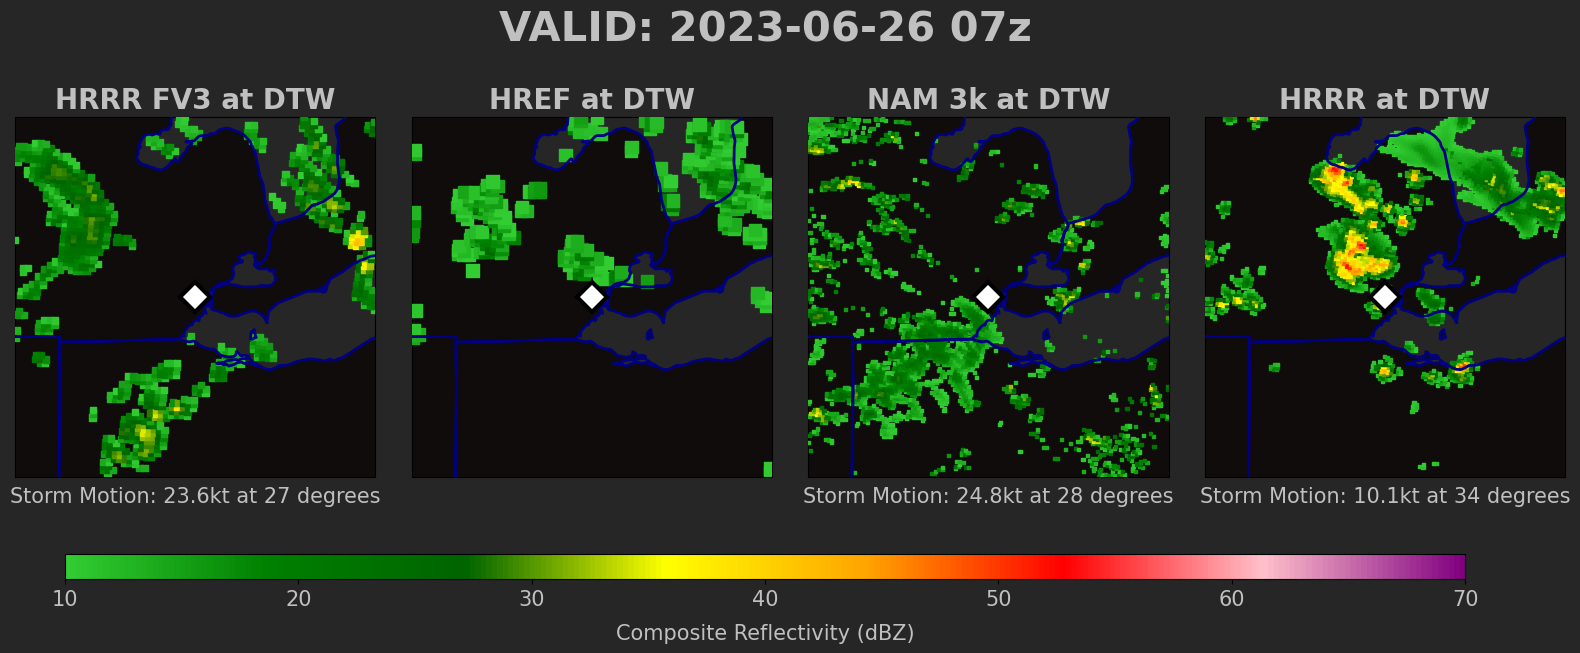 VALID: 2023-06-26 07z
HRRR FV3 at DTW
HREF at DTW
NAM 3k at DTW
HRRR at DTW
Storm Motion: 23.6kt at 27 degrees
Storm Motion: 24.8kt at 28 degrees
Storm Motion: 10.1kt at 34 degrees
10 20 30 40 50 60 70
Composite Reflectivity (dBZ)